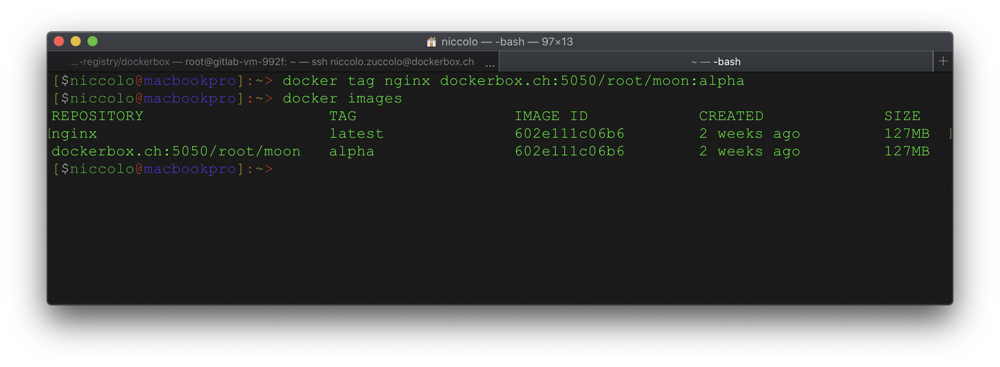 niccolo — -bash — 97×13
...-registry/dockerbox — root@gitlab-vm-992f: ~ — ssh niccolo.zuccolo@dockerbox.ch ... ~ — -bash +
[$niccolo@macbookpro]:~> docker tag nginx dockerbox.ch:5050/root/moon:alpha
[$niccolo@macbookpro]:~> docker images
REPOSITORY TAG IMAGE ID CREATED SIZE
[nginx latest 602e111c06b6 2 weeks ago 127MB ]
dockerbox.ch:5050/root/moon alpha 602e111c06b6 2 weeks ago 127MB
[$niccolo@macbookpro]:~>